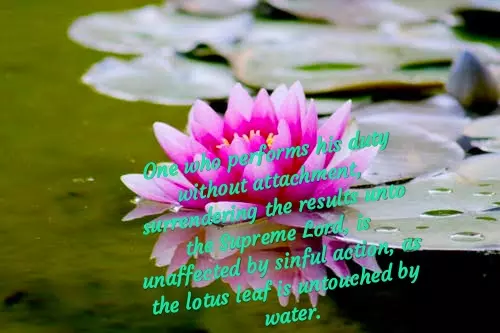 One who performs his duty
without attachment,
surrendering the results unto
the Supreme Lord, is
unaffected by sinful action, as
the lotus leaf is untouched by
water.